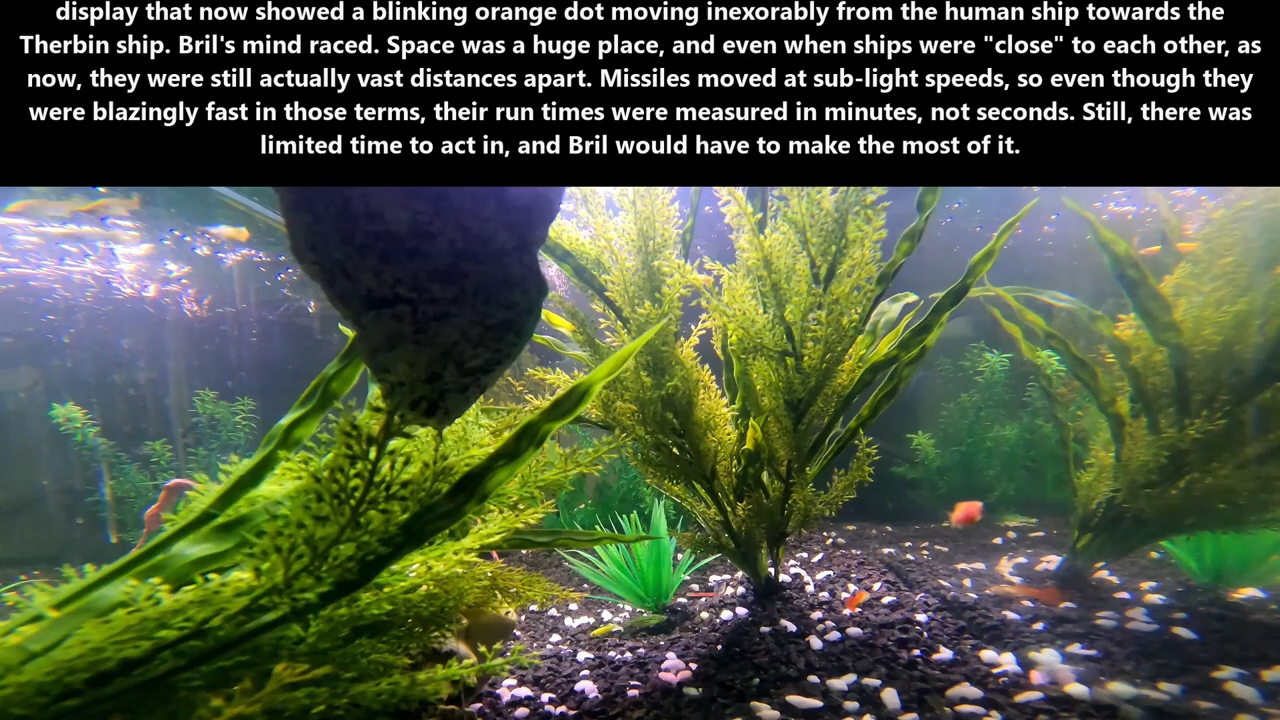 display that now showed a blinking orange dot moving inexorably from the human ship towards the
Therbin ship. Bril's mind raced. Space was a huge place, and even when ships were "close" to each other, as
now, they were still actually vast distances apart. Missiles moved at sub-light speeds, so even though they
were blazingly fast in those terms, their run times were measured in minutes, not seconds. Still, there was
limited time to act in, and Bril would have to make the most of it.